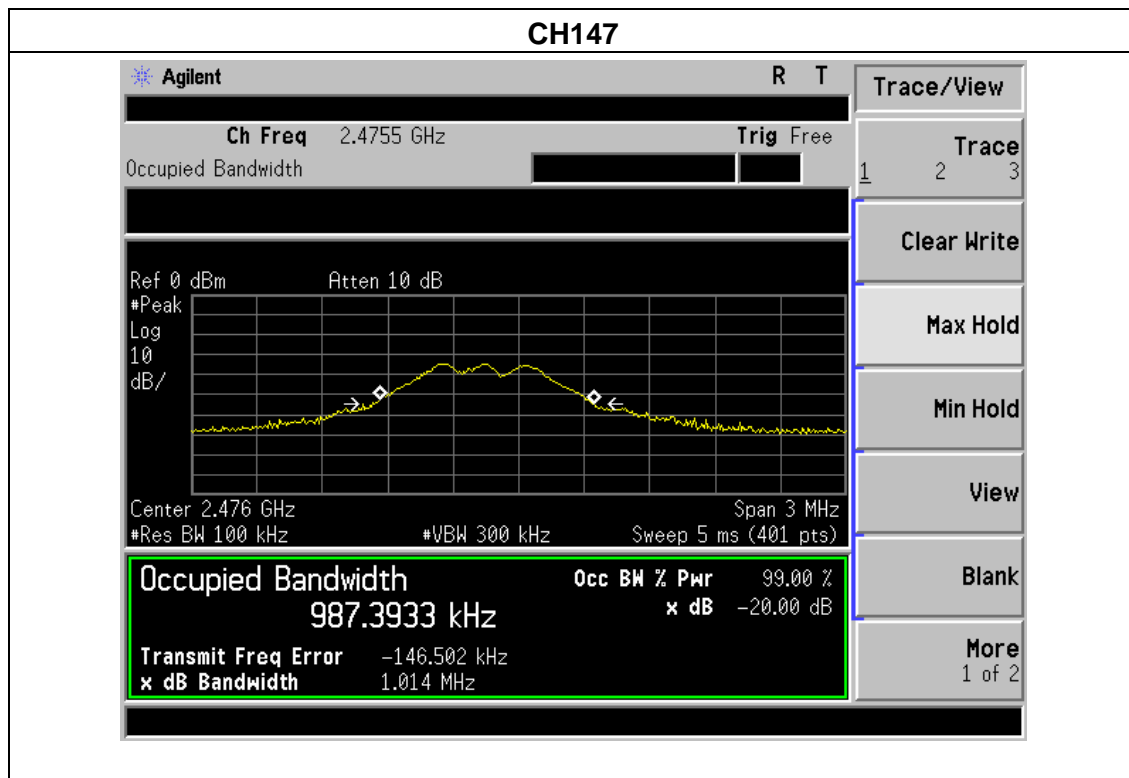 CH147
Agilent R T
Trace/View
Ch Freq 2.4755 GHz Trig Free
Occupied Bandwidth
Trace
1 2 3
Clear Write
Max Hold
Min Hold
View
Blank
More
1 of 2
Ref 0 dBm Atten 10 dB
#Peak
Log
10
dB/
Center 2.476 GHz Span 3 MHz
#Res BW 100 kHz #VBW 300 kHz Sweep 5 ms (401 pts)
Occupied Bandwidth Occ BW % Pwr 99.00 %
987.3933 kHz x dB -20.00 dB
Transmit Freq Error -146.502 kHz
x dB Bandwidth 1.014 MHz